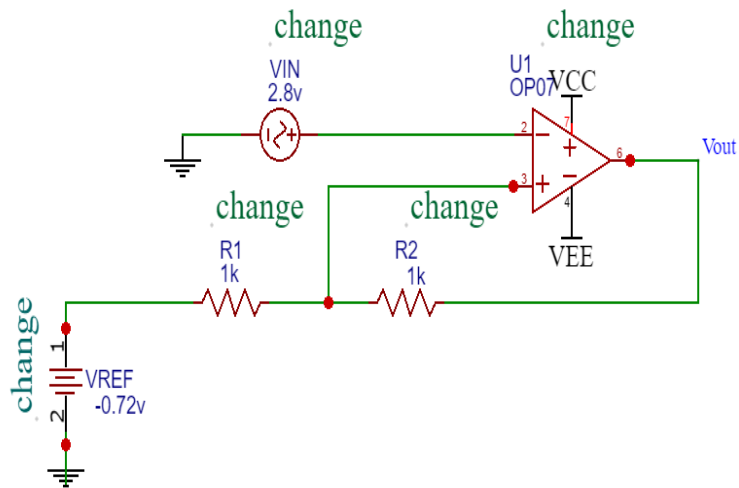 change
change
VIN
2.8v
U1
OP07
VCC
2
7
6
3
4
Vout
VEE
change
change
R1
1k
R2
1k
change
1
VREF
-0.72v
2